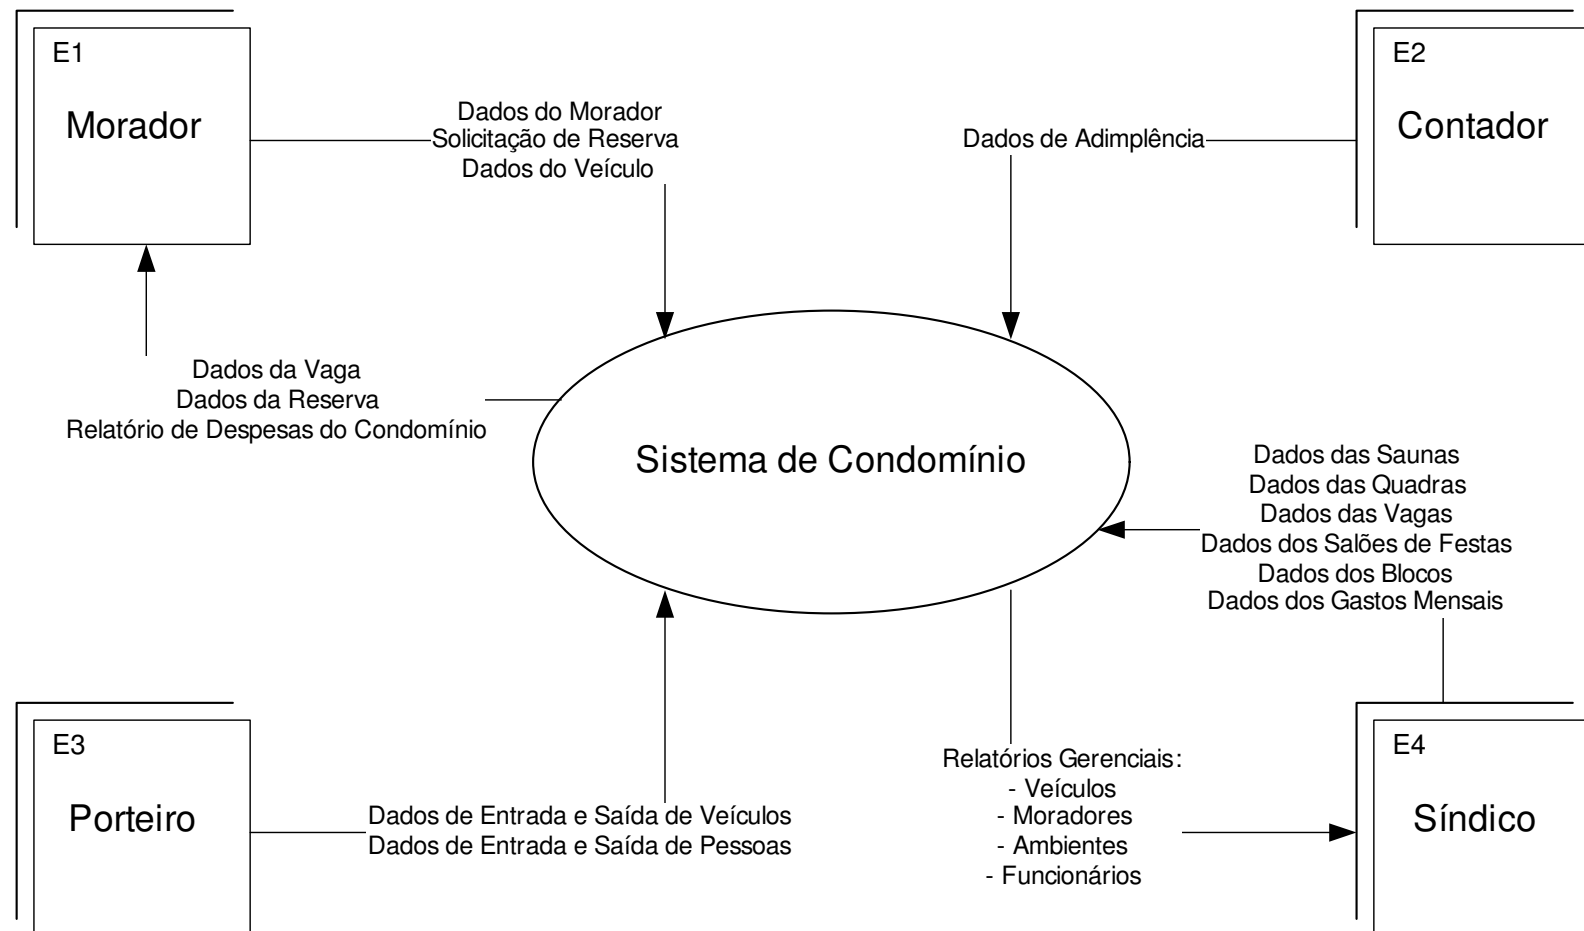 E1
Morador
Dados do Morador
Solicitação de Reserva
Dados do Veículo
E2
Contador
Dados de Adimplência
Dados da Vaga
Dados da Reserva
Relatório de Despesas do Condomínio
Sistema de Condomínio
Dados das Saunas
Dados das Quadras
Dados das Vagas
Dados dos Salões de Festas
Dados dos Blocos
Dados dos Gastos Mensais
E3
Porteiro
Dados de Entrada e Saída de Veículos
Dados de Entrada e Saída de Pessoas
Relatórios Gerenciais:
- Veículos
- Moradores
- Ambientes
- Funcionários
E4
Síndico